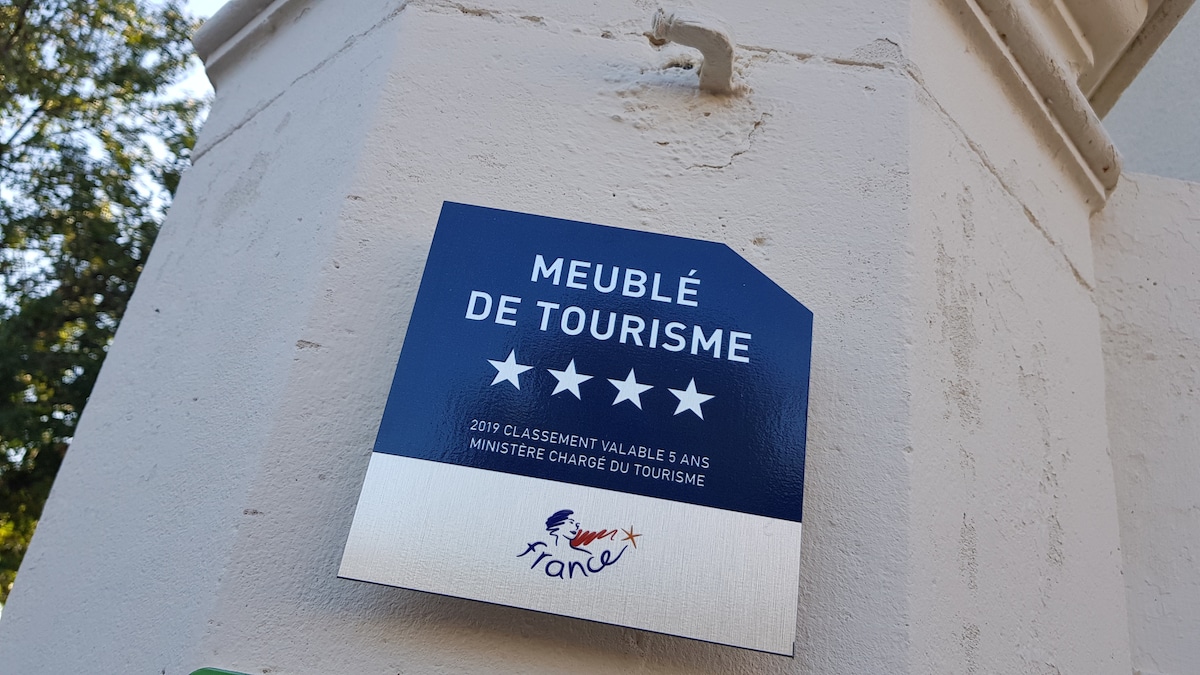 MEUBLÉ
DE TOURISME
2019 CLASSEMENT VALABLE 5 ANS
MINISTÈRE CHARGÉ DU TOURISME
france